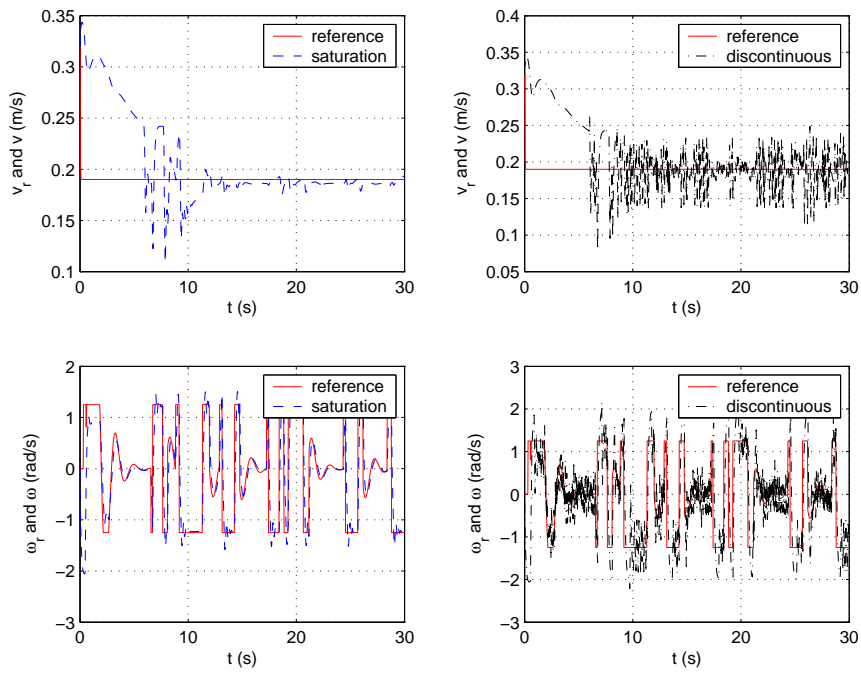 0.35
0.3
0.25
0.2
0.15
0.1
v_r and v (m/s)
reference
saturation
0 10 20 30
t (s)
0.4
0.35
0.3
0.25
0.2
0.15
0.1
0.05
v_r and v (m/s)
reference
discontinuous
0 10 20 30
t (s)
2
1
0
−1
−2
−3
ω_r and ω (rad/s)
reference
saturation
0 10 20 30
t (s)
3
2
1
0
−1
−2
−3
ω_r and ω (rad/s)
reference
discontinuous
0 10 20 30
t (s)